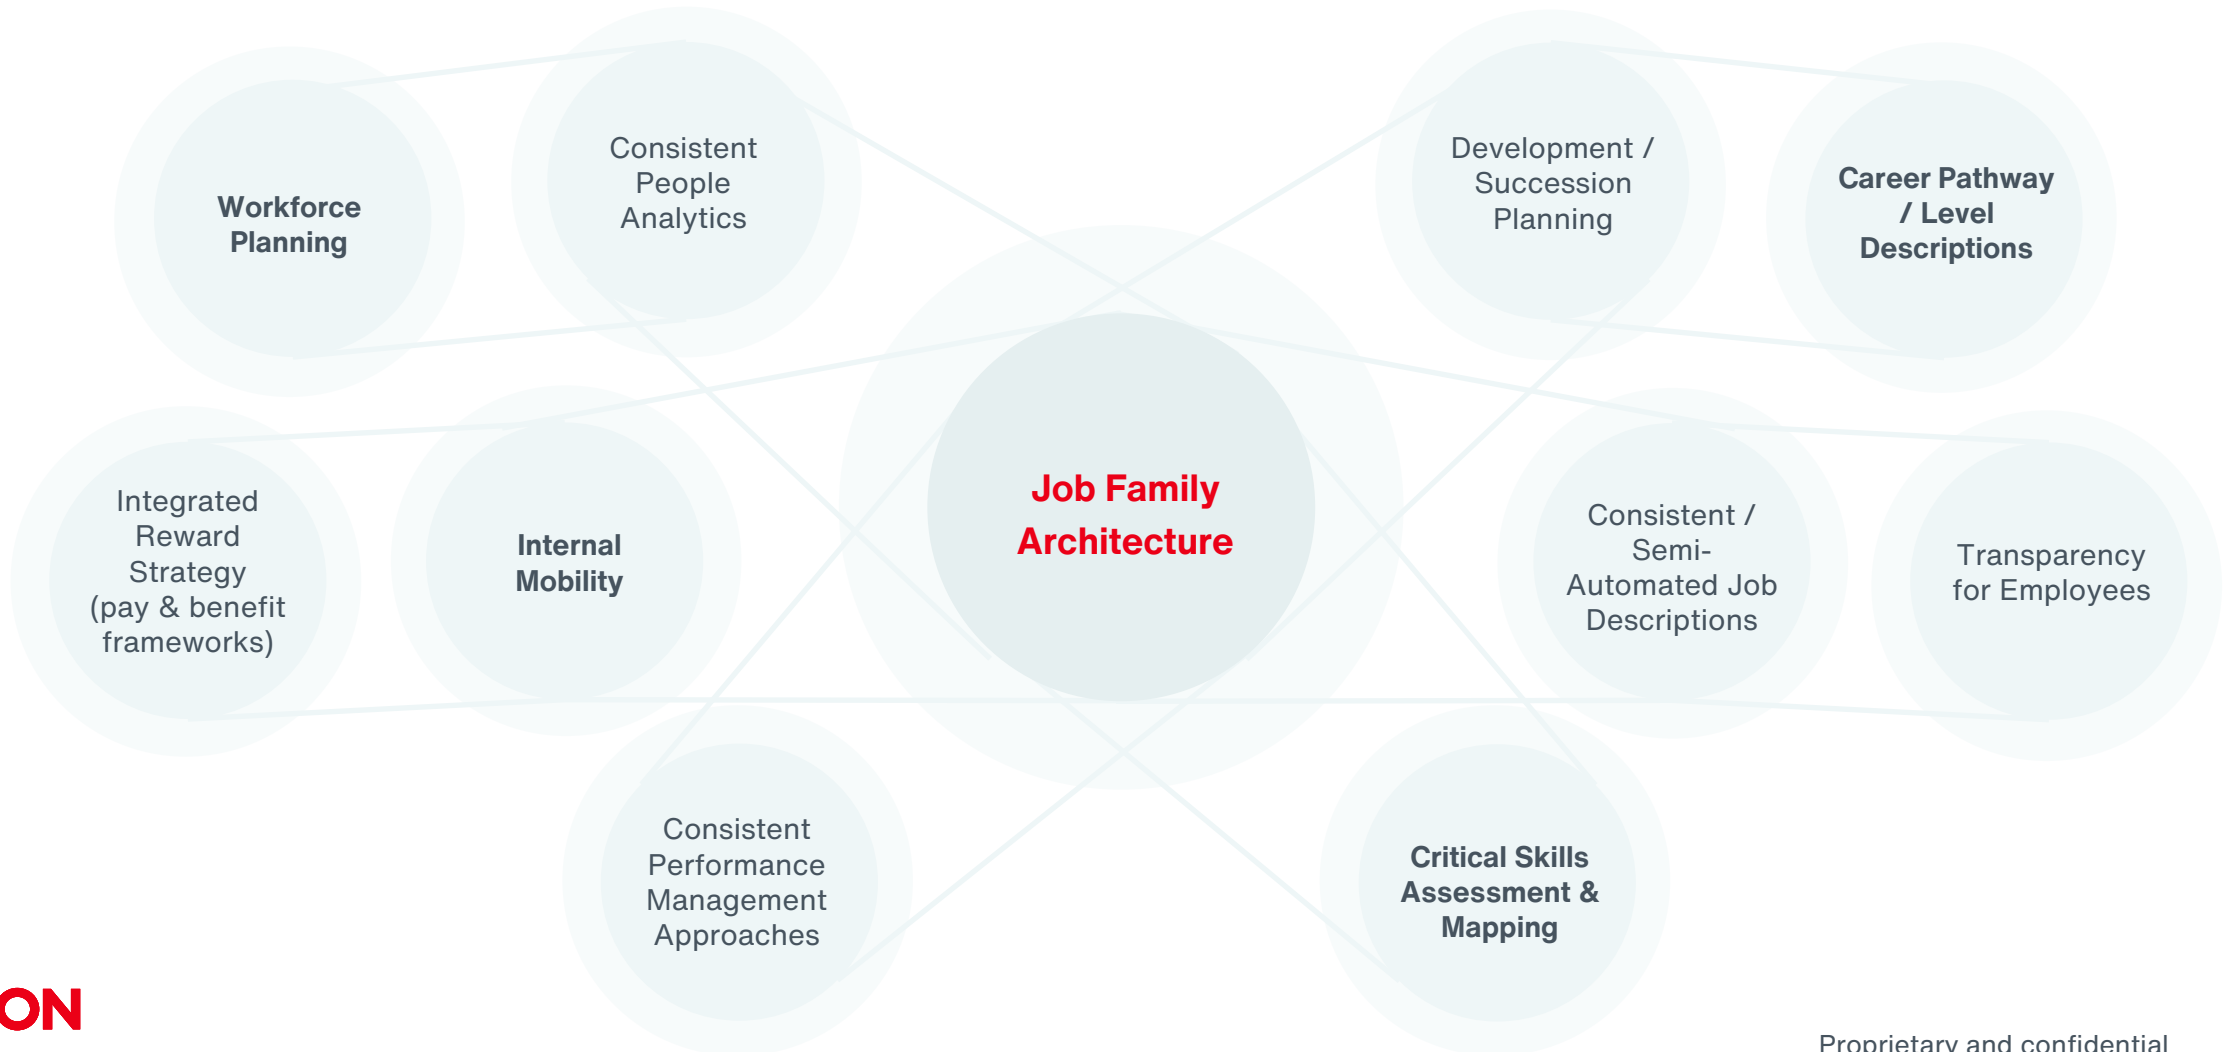 Workforce
Planning
Consistent
People
Analytics
Development /
Succession
Planning
Career Pathway
/ Level
Descriptions
Integrated
Reward
Strategy
(pay & benefit
frameworks)
Internal
Mobility
Job Family
Architecture
Consistent /
Semi-
Automated Job
Descriptions
Transparency
for Employees
Consistent
Performance
Management
Approaches
Critical Skills
Assessment &
Mapping
ON
Proprietary and confidential